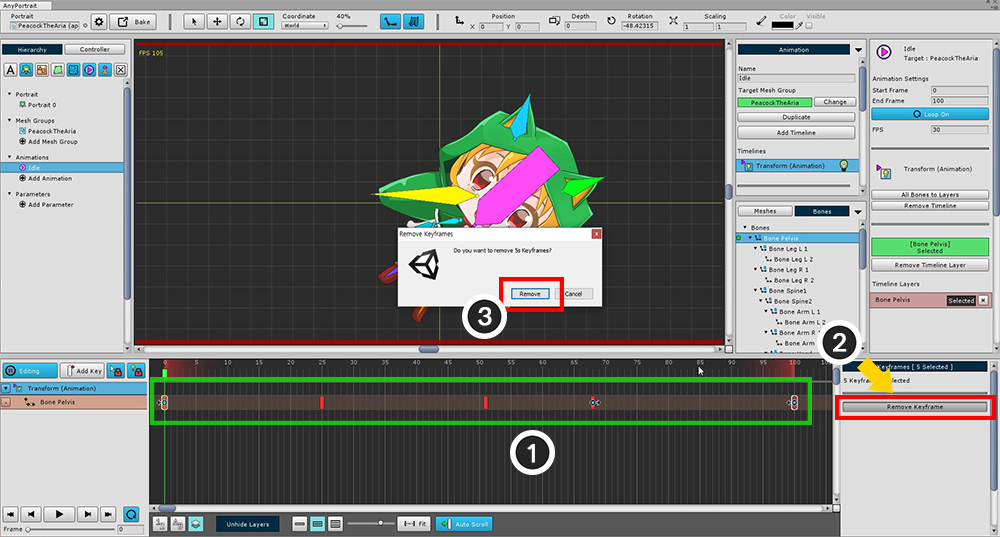 AnyPortrait
Portrait
PeacockTheAria (ap
Bake
Coordinate
World
40%
Position
X 0 Y 0
Depth
0
Rotation
-48.42315
Scaling
1 1
Color Visible
Hierarchy
Controller
Portrait
Portrait 0
Mesh Groups
PeacockTheAria
Add Mesh Group
Animations
Idle
Add Animation
Parameters
Add Parameter
FPS 105
Remove Keyframes
x
Do you want to remove 5s Keyframes?
Remove
Cancel
3
Animation
Name
Idle
Target Mesh Group
PeacockTheAria
Change
Duplicate
Add Timeline
Timelines
Transform (Animation)
Meshes
Bones
Bones
Bone Pelvis
Bone Leg L 1
Bone Leg L 2
Bone Leg R 1
Bone Leg R 2
Bone Spine1
Bone Spine2
Bone Arm L 1
Bone Arm L 2
Bone Arm R 1
Bone Arm
Idle
Target : PeacockTheAria
Animation Settings
Start Frame 0
End Frame 100
Loop On
FPS 30
Transform (Animation)
All Bones to Layers
Remove Timeline
[Bone Pelvis]
Selected
Remove Timeline Layer
Timeline Layers
Bone Pelvis Selected
2
Editing
Add Key
0 5 10 15 20 25 30 35 40 45 50 55 60 65 70 75 80 85 90 95 100
Transform (Animation)
Bone Pelvis
1
Keyframes [ 5 Selected ]
5 Keyframes Selected
Remove Keyframe
Frame 0
Unhide Layers
Fit
Auto Scroll